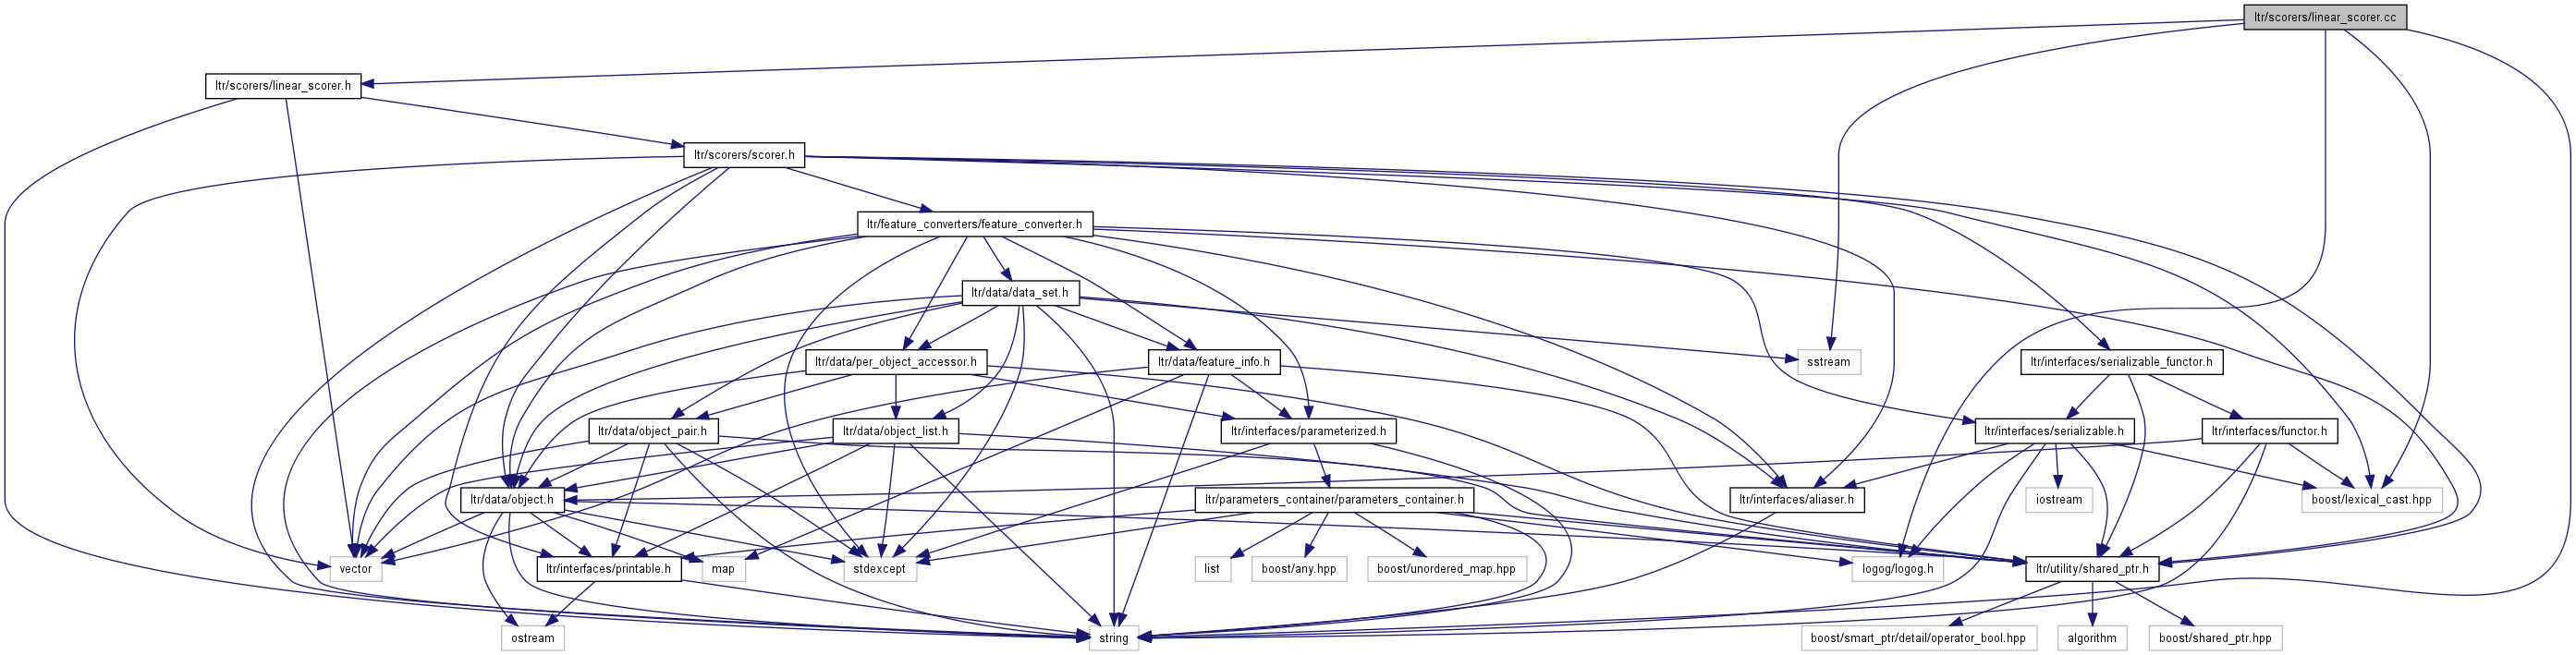 ltr/scorers/linear_scorer.cc
ltr/scorers/linear_scorer.h
ltr/scorers/scorer.h
ltr/feature_converters/feature_converter.h
ltr/data/data_set.h
ltr/data/per_object_accessor.h
ltr/data/feature_info.h
sstream
ltr/interfaces/serializable_functor.h
ltr/data/object_pair.h
ltr/data/object_list.h
ltr/interfaces/parameterized.h
ltr/interfaces/serializable.h
ltr/interfaces/functor.h
ltr/data/object.h
ltr/parameters_container/parameters_container.h
ltr/interfaces/aliaser.h
iostream
boost/lexical_cast.hpp
vector
ltr/interfaces/printable.h
map
stdexcept
list
boost/any.hpp
boost/unordered_map.hpp
logog/logog.h
ltr/utility/shared_ptr.h
ostream
string
boost/smart_ptr/detail/operator_bool.hpp
algorithm
boost/shared_ptr.hpp